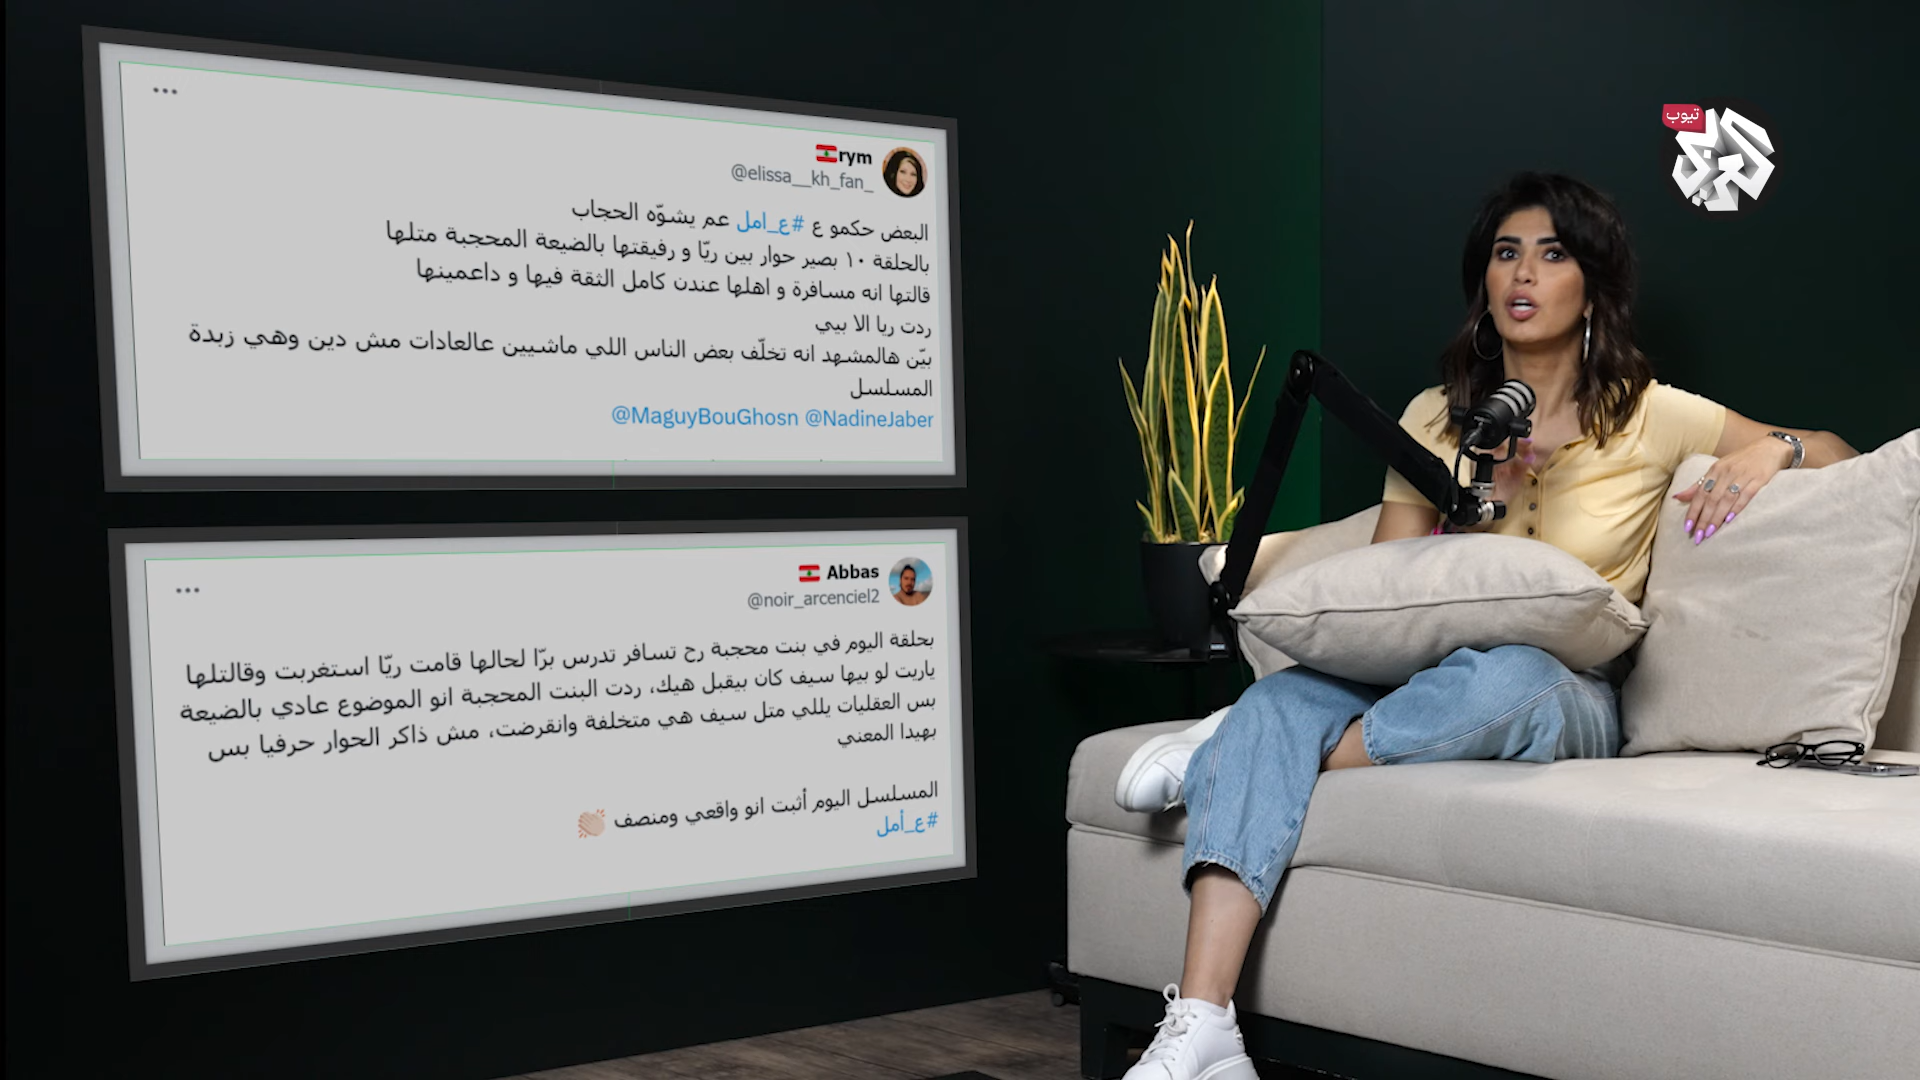 rym
@elissa__kh_fan_
البعض حكمو ع #ع_امل عم يشوّه الحجاب
بالحلقة ١٠ بصير حوار بين ريّا و رفيقتها بالضيعة المحجبة متلها
قالتها انه مسافرة و اهلها عندن كامل الثقة فيها و داعمينها
ردت ريا الا بيي
بيّن هالمشهد انه تخلّف بعض الناس اللي ماشيين عالعادات مش دين وهي زبدة
المسلسل
@MaguyBouGhosn @NadineJaber
Abbas
@noir_arcenciel2
بحلقة اليوم في بنت محجبة رح تسافر تدرس برّا لحالها قامت ريّا استغربت وقالتلها
ياريت لو بيها سيف كان بيقبل هيك، ردت البنت المحجبة انو الموضوع عادي بالضيعة
بس العقليات يللي متل سيف هي متخلفة وانقرضت، مش ذاكر الحوار حرفيا بس
بهيدا المعني
المسلسل اليوم أثبت انو واقعي ومنصف
#ع_أمل
تيوب
العربي